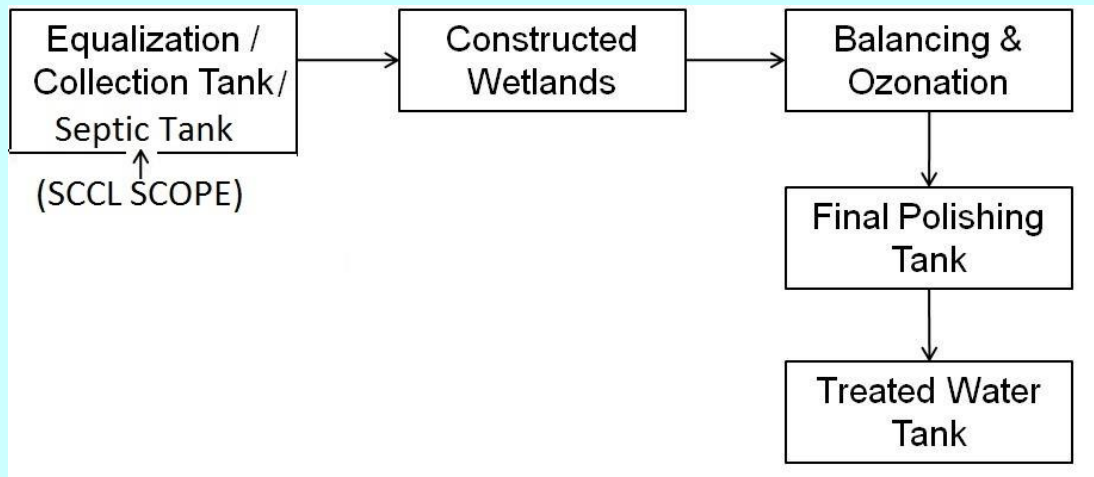 Equalization /
Collection Tank/
Septic Tank
(SCCL SCOPE)
Constructed
Wetlands
Balancing &
Ozonation
Final Polishing
Tank
Treated Water
Tank